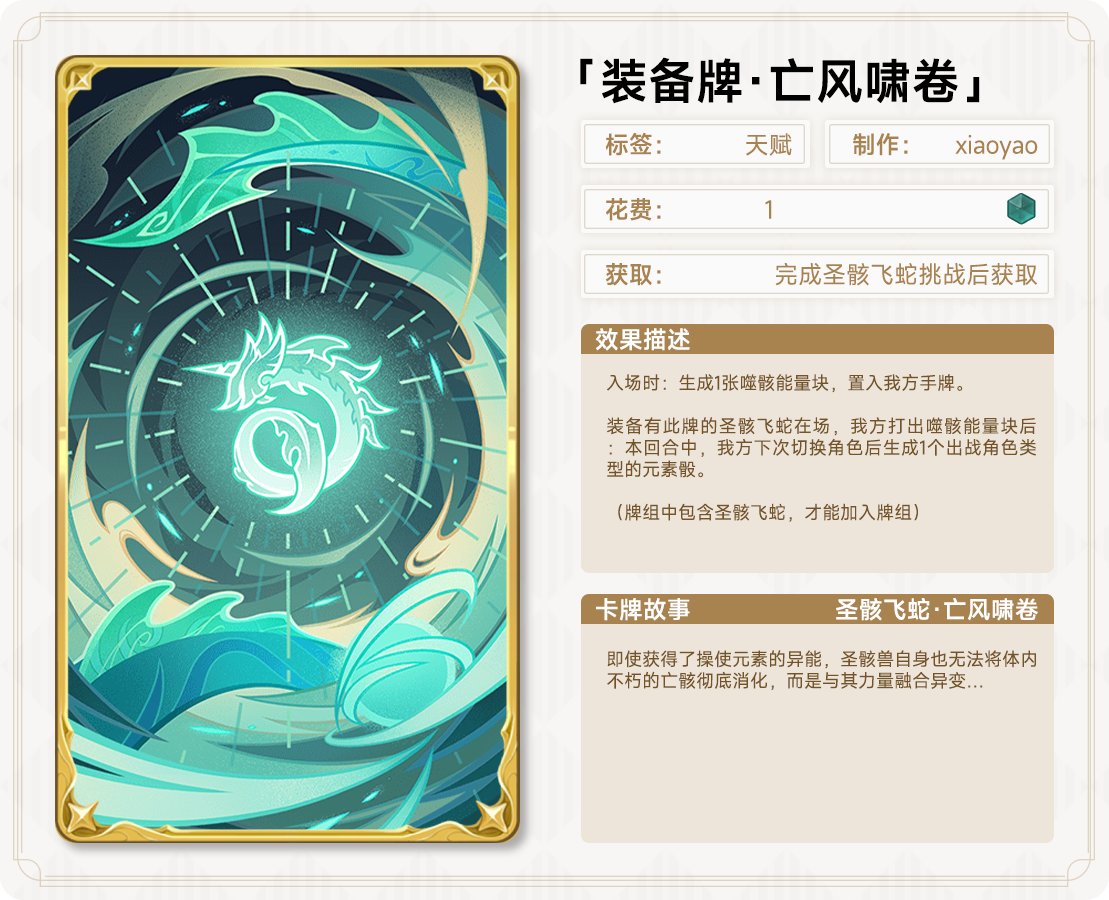 「装备牌·亡风啸卷」
标签： 天赋
制作： xiaoyao
花费： 1
获取： 完成圣骸飞蛇挑战后获取
效果描述
入场时：生成1张噬骸能量块，置入我方手牌。
装备有此牌的圣骸飞蛇在场，我方打出噬骸能量块后
：本回合中，我方下次切换角色后生成1个出战角色类
型的元素骰。
（牌组中包含圣骸飞蛇，才能加入牌组）
卡牌故事 圣骸飞蛇·亡风啸卷
即使获得了操使元素的异能，圣骸兽自身也无法将体内
不朽的亡骸彻底消化，而是与其力量融合异变...